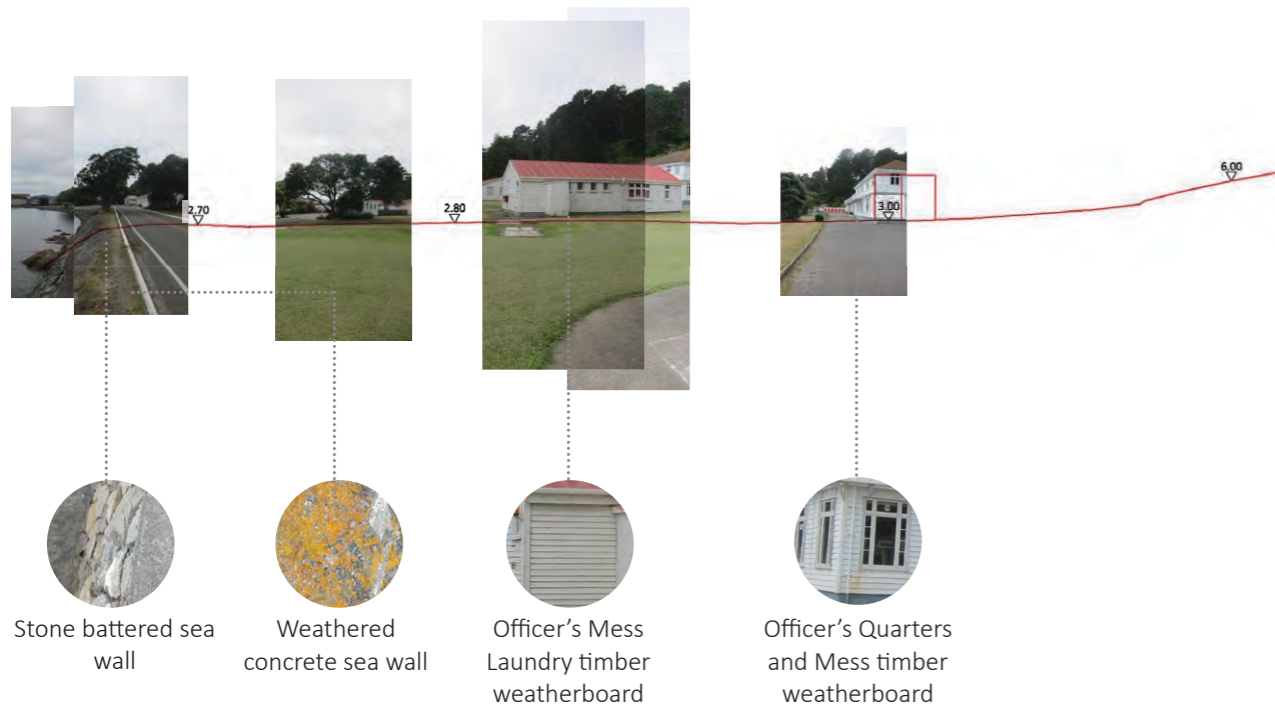 6.00
2.70
2.80
3.00
Stone battered sea
wall
Weathered
concrete sea wall
Officer's Mess
Laundry timber
weatherboard
Officer's Quarters
and Mess timber
weatherboard